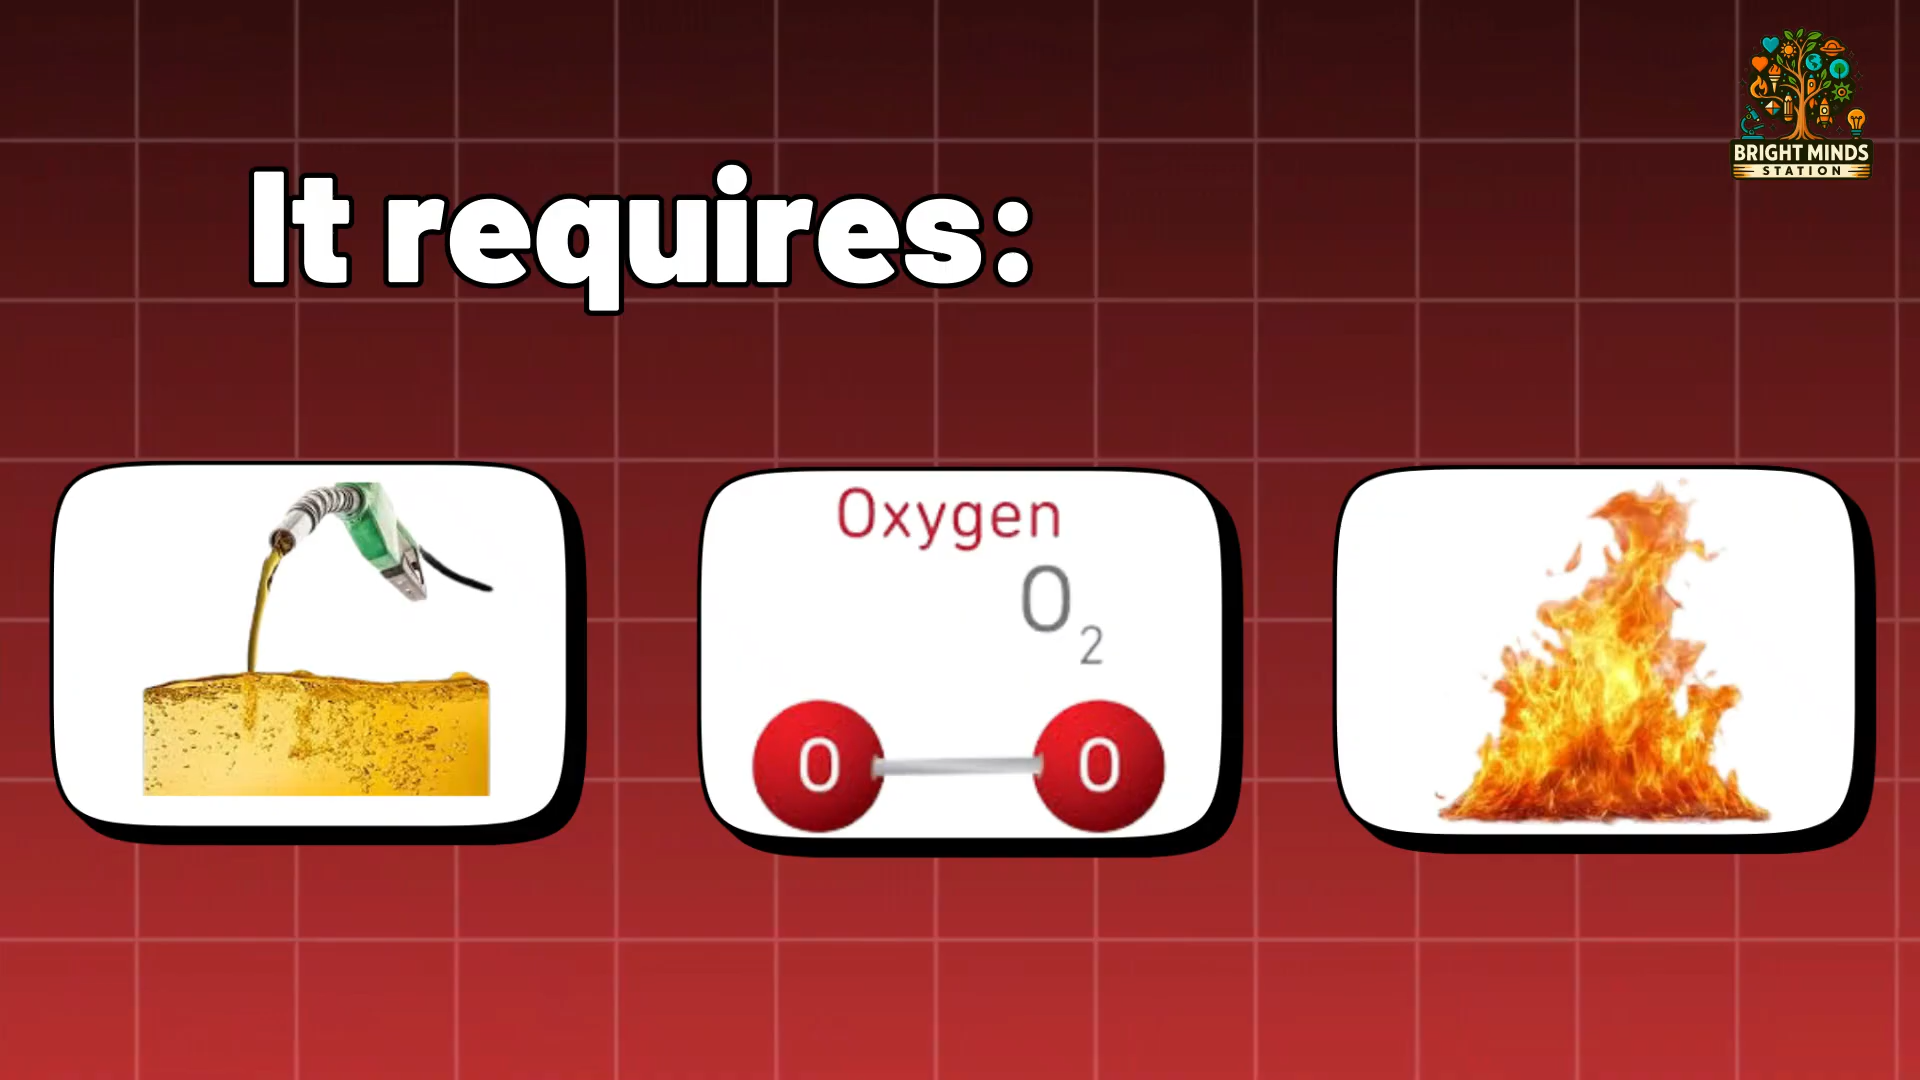 BRIGHT MINDS
STATION
It requires:
Oxygen
O2
O O